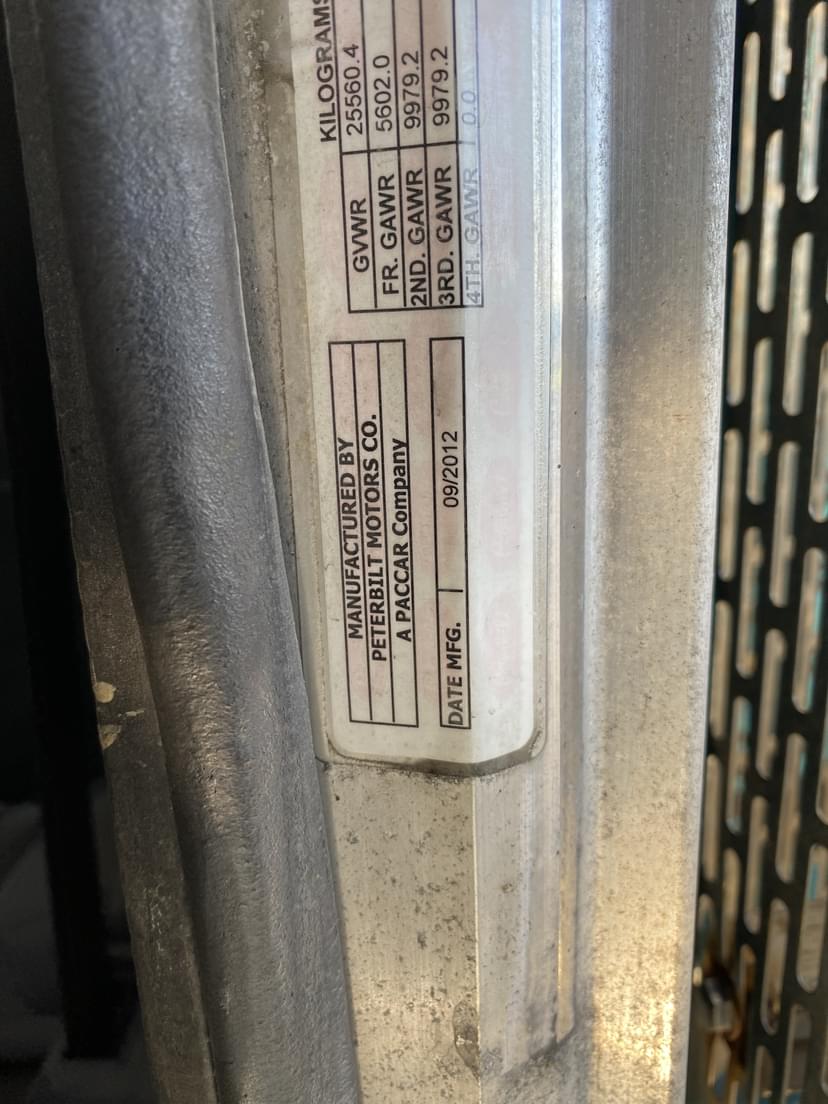 MANUFACTURED BY
PETERBILT MOTORS CO.
A PACCAR Company
DATE MFG. 09/2012
KILOGRAMS
GVWR 25560.4
FR. GAWR 5602.0
2ND. GAWR 9979.2
3RD. GAWR 9979.2
4TH. GAWR 0.0